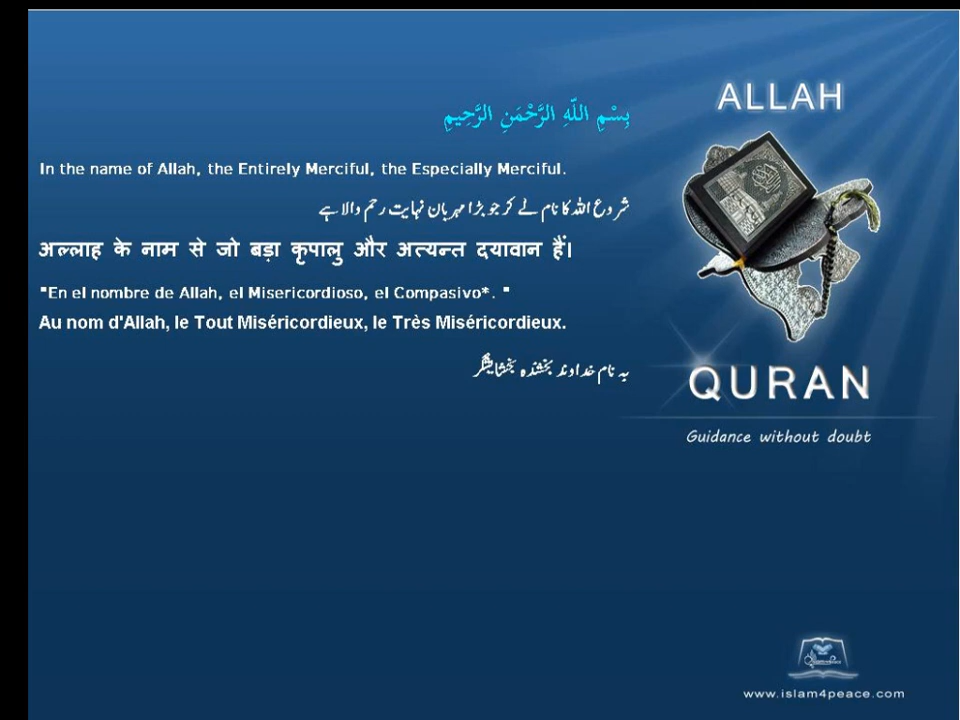 بِسْمِ اللّهِ الرَّحْمَنِ الرَّحِيمِ
In the name of Allah, the Entirely Merciful, the Especially Merciful.
شروع الله کا نام لے کر جو بڑا مہربان نہایت رحم والا ہے
अल्लाह के नाम से जो बड़ा कृपालु और अत्यन्त दयावान हैं।
"En el nombre de Allah, el Misericordioso, el Compasivo*. "
Au nom d'Allah, le Tout Miséricordieux, le Très Miséricordieux.
به نام خداوند بخشنده بخشایشگر
ALLAH
QURAN
Guidance without doubt
www.islam4peace.com